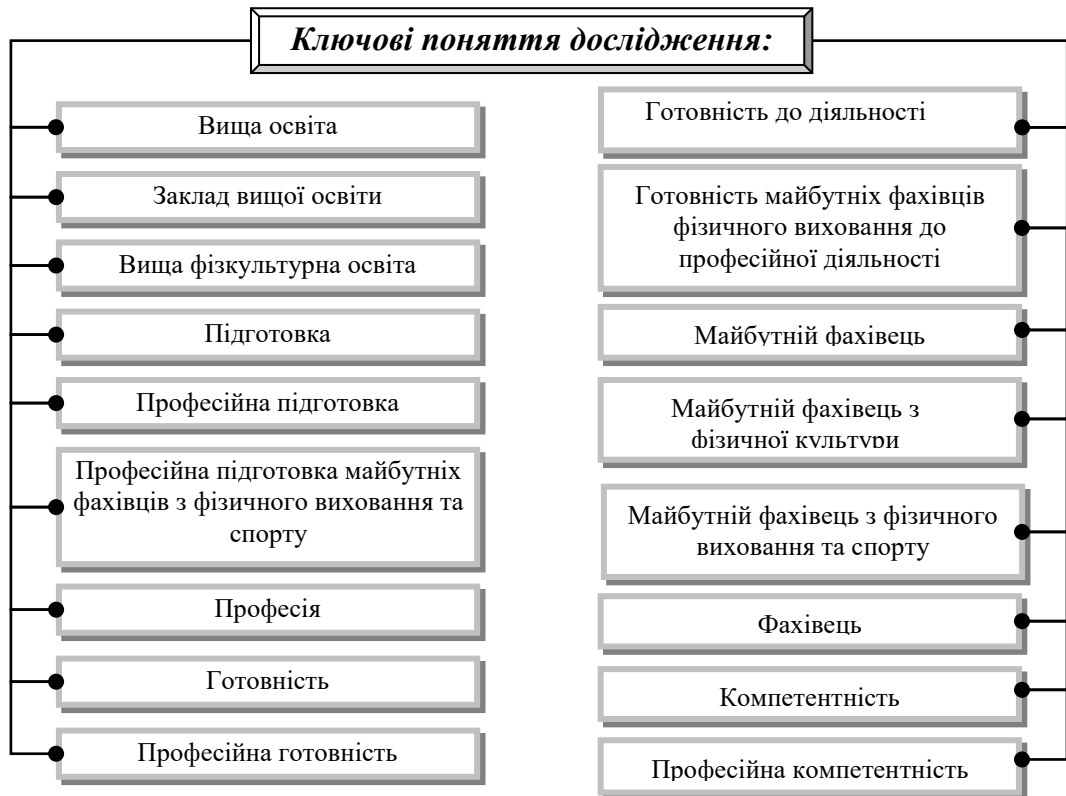 Ключові поняття дослідження:
Вища освіта
Заклад вищої освіти
Вища фізкультурна освіта
Підготовка
Професійна підготовка
Професійна підготовка майбутніх
фахівців з фізичного виховання та
спорту
Професія
Готовність
Професійна готовність
Готовність до діяльності
Готовність майбутніх фахівців
фізичного виховання до
професійної діяльності
Майбутній фахівець
Майбутній фахівець з
фізичної культури
Майбутній фахівець з фізичного
виховання та спорту
Фахівець
Компетентність
Професійна компетентність